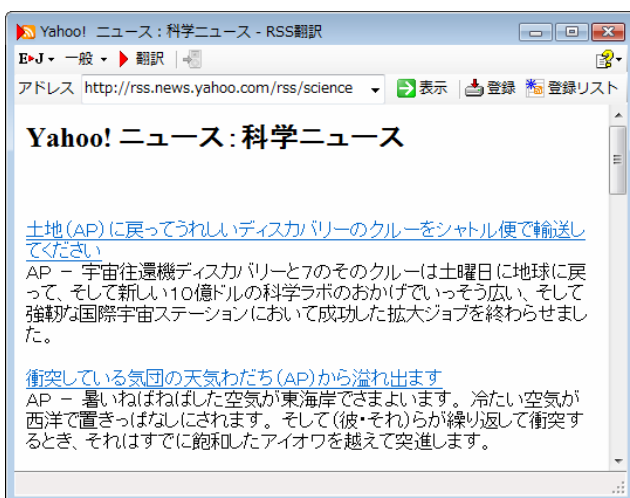 Yahoo! ニュース：科学ニュース - RSS翻訳
E▶J 一般 翻訳
アドレス http://rss.news.yahoo.com/rss/science 表示 登録 登録リスト
Yahoo! ニュース：科学ニュース
土地(AP)に戻ってうれしいディスカバリーのクルーをシャトル便で輸送し
てください
AP － 宇宙往還機ディスカバリーと7のそのクルーは土曜日に地球に戻
って、そして新しい10億ドルの科学ラボのおかげでいっそう広い、そして
強靭な国際宇宙ステーションにおいて成功した拡大ジョブを終わらせまし
た。
衝突している気団の天気わだち(AP)から溢れ出ます
AP － 暑いねばねばした空気が東海岸でさまよいます。冷たい空気が
西洋で置きっぱなしにされます。そして(彼・それ)らが繰り返して衝突す
るとき、それはすでに飽和したアイオワを越えて突進します。